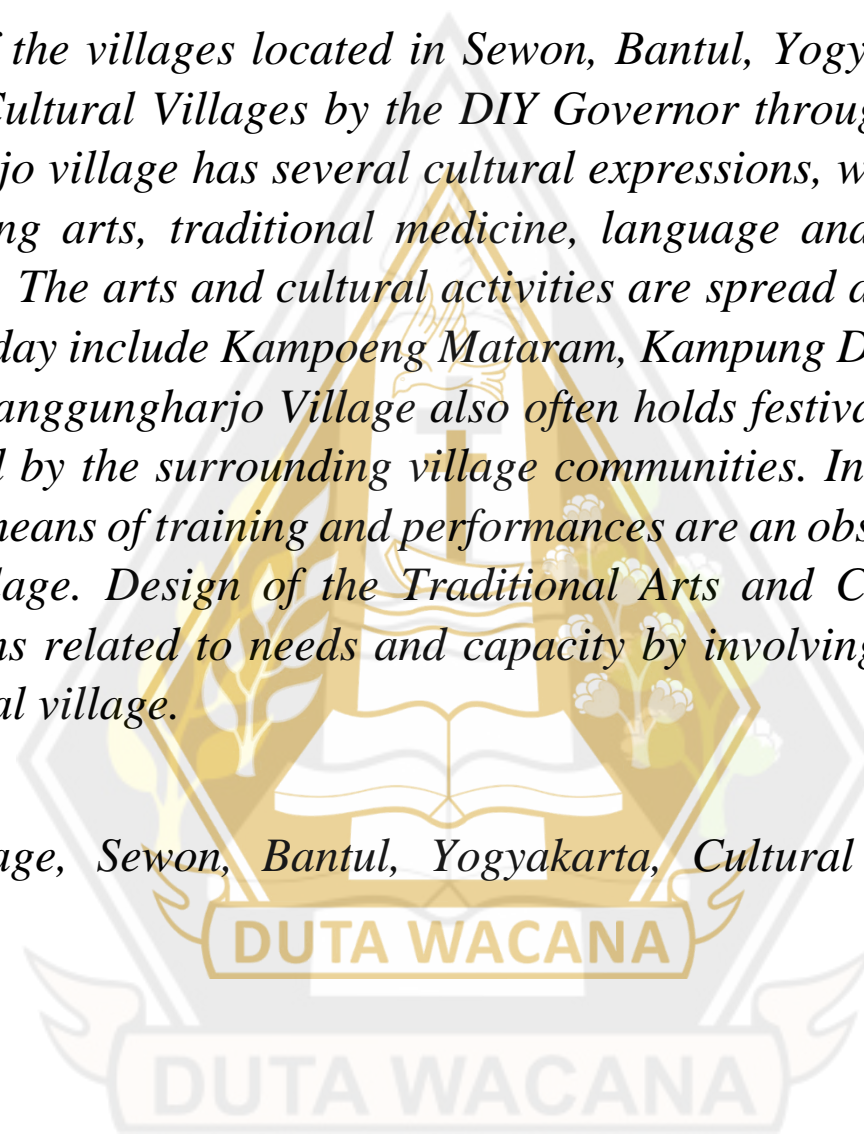 the villages located in Sewon, Bantul, Yogy
Cultural Villages by the DIY Governor throug
jo village has several cultural expressions, w
ng arts, traditional medicine, language and
The arts and cultural activities are spread a
day include Kampoeng Mataram, Kampung D
anggungharjo Village also often holds festiva
l by the surrounding village communities. In
means of training and performances are an obs
lage. Design of the Traditional Arts and C
ns related to needs and capacity by involving
al village.
age, Sewon, Bantul, Yogyakarta, Cultural
DUTA WACANA
DUTA WACANA